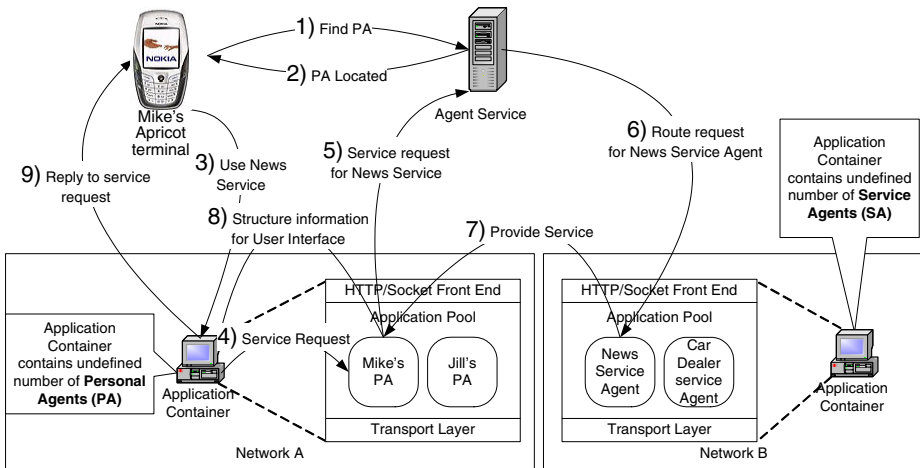 1) Find PA
NOKIA
2) PA Located
Mike's
Apricot
terminal
Agent Service
3) Use News
Service
5) Service request
for News Service
6) Route request
for News Service Agent
9) Reply to service
request
8) Structure information
for User Interface
7) Provide Service
Application
Container
contains undefined
number of Service
Agents (SA)
HTTP/Socket Front End
Application Pool
4) Service Request
Mike's
PA
Jill's
PA
Transport Layer
Application
Container
contains undefined
number of Personal
Agents (PA)
Application
Container
Network A
HTTP/Socket Front End
Application Pool
News
Service
Agent
Car
Dealer
service
Agent
Transport Layer
Application
Container
Network B